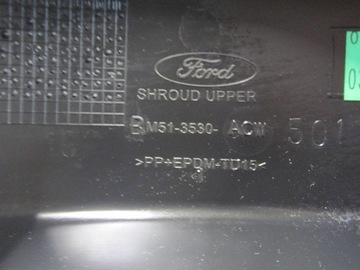 Ford
SHROUD UPPER
BM51-3530- ACW 501
>PP+EPDM-TD15<